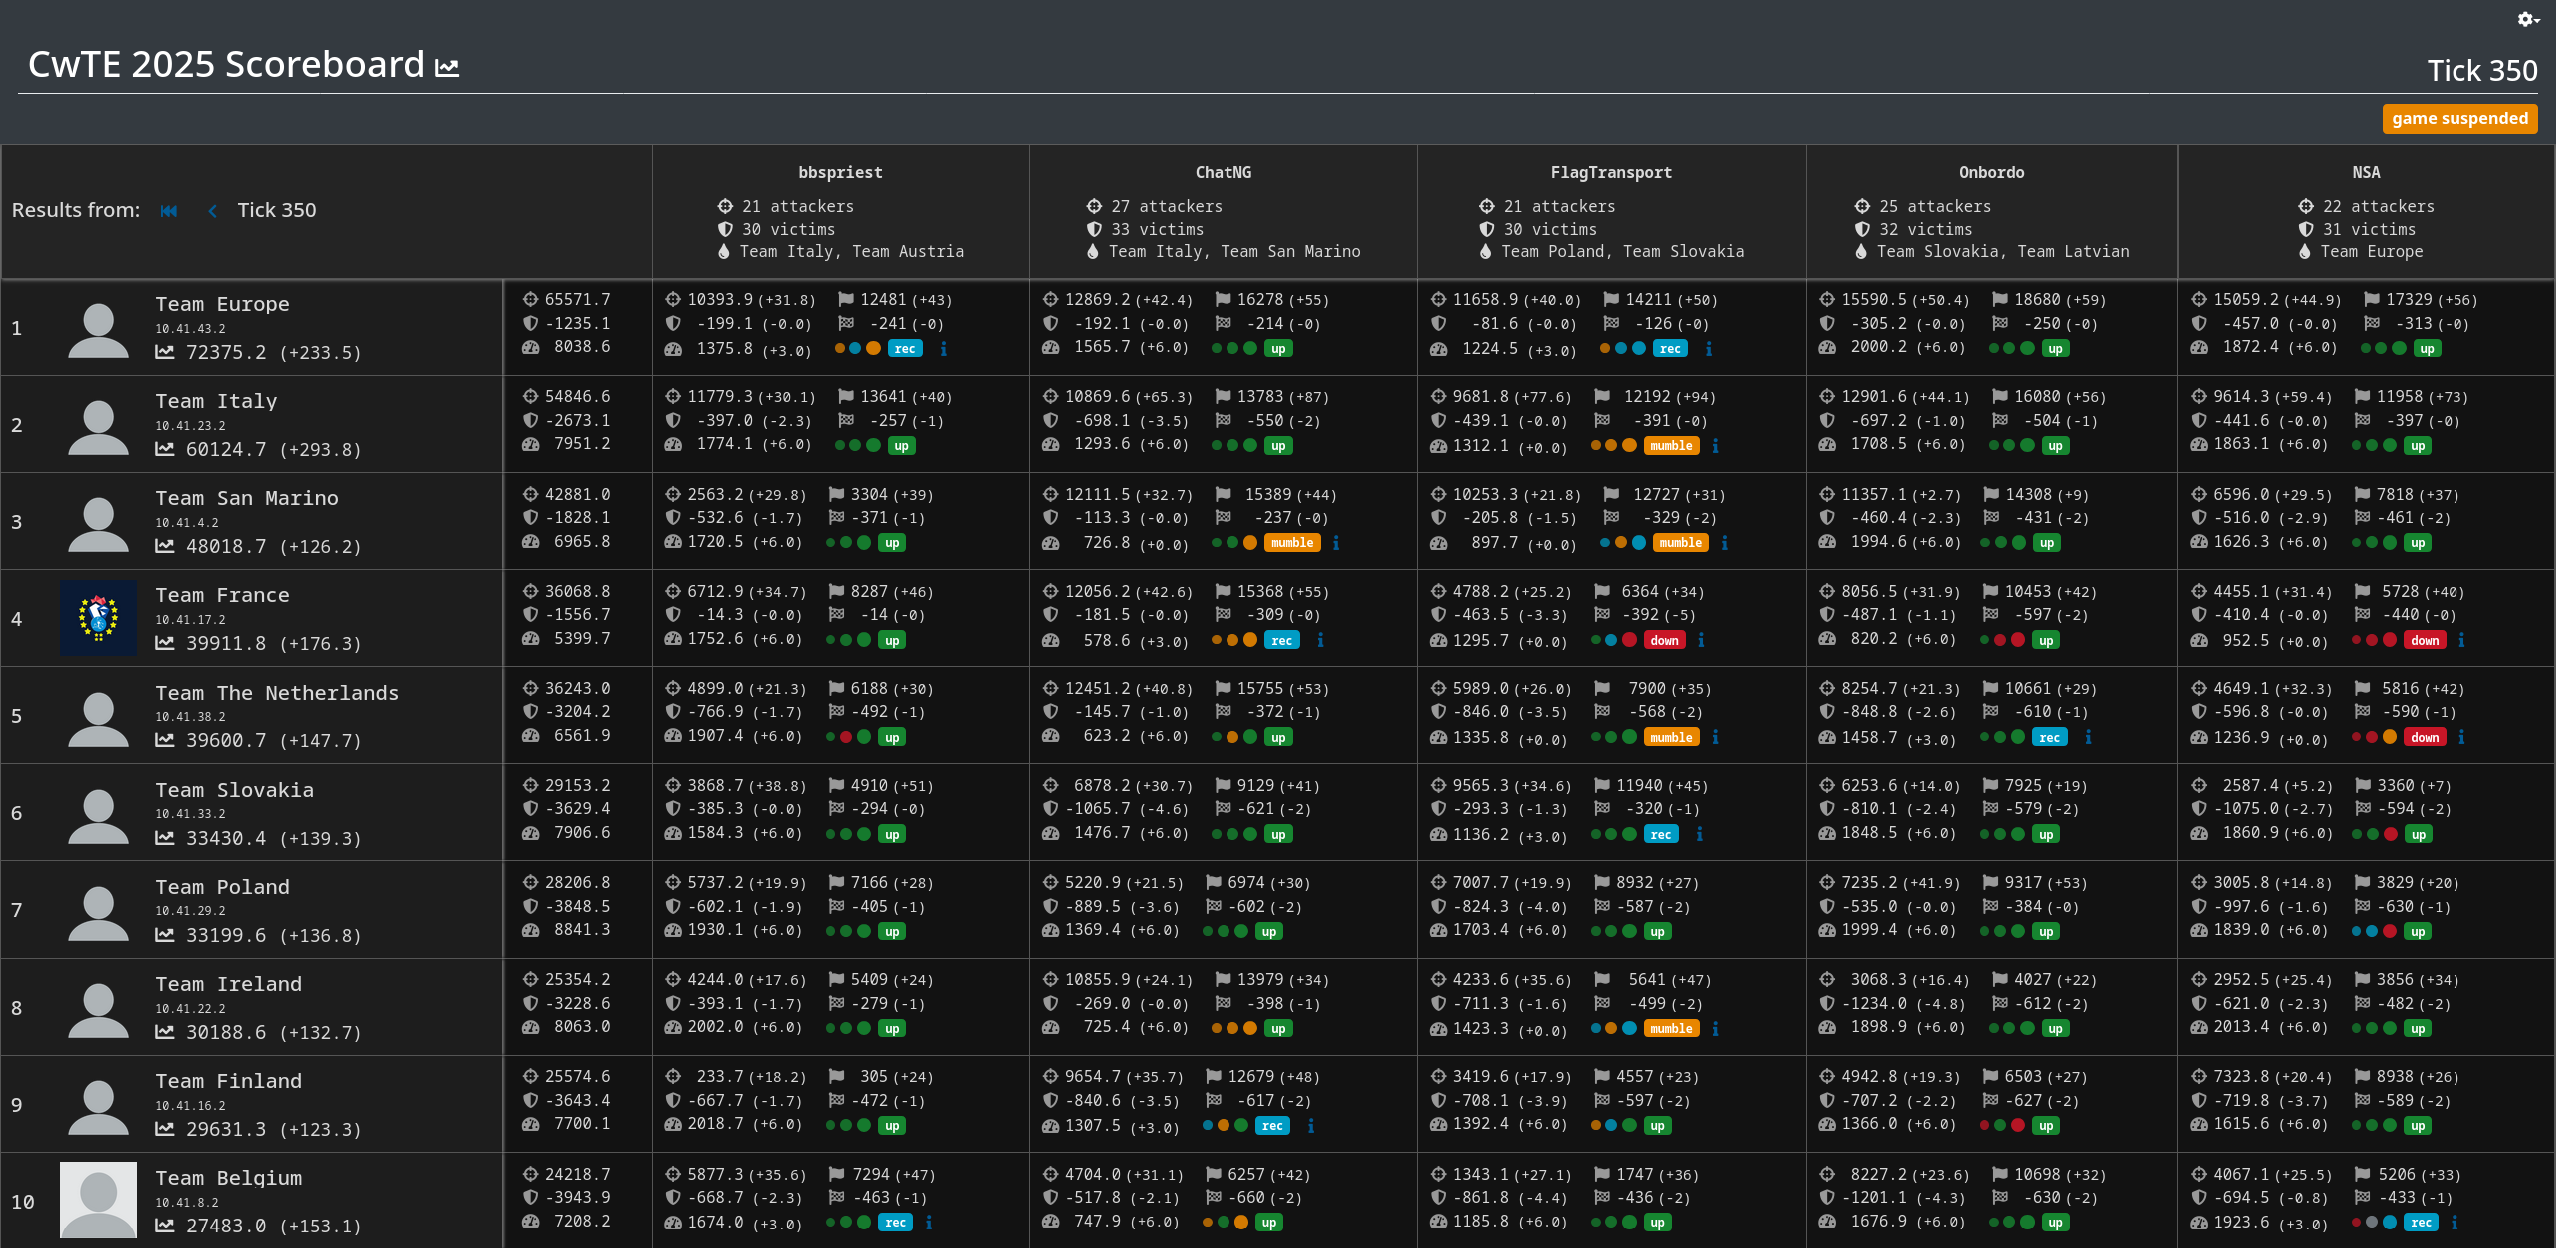 CwTE 2025 Scoreboard
Tick 350
game suspended
Results from: Tick 350
bbspriest
21 attackers
30 victims
Team Italy, Team Austria
ChatNG
27 attackers
33 victims
Team Italy, Team San Marino
FlagTransport
21 attackers
30 victims
Team Poland, Team Slovakia
Onbordo
25 attackers
32 victims
Team Slovakia, Team Latvian
NSA
22 attackers
31 victims
Team Europe
1
Team Europe
10.41.43.2
72375.2 (+233.5)
65571.7
-1235.1
8038.6
10393.9 (+31.8) 12481 (+43)
-199.1 (-0.0) -241 (-0)
1375.8 (+3.0) rec
12869.2 (+42.4) 16278 (+55)
-192.1 (-0.0) -214 (-0)
1565.7 (+6.0) up
11658.9 (+40.0) 14211 (+50)
-81.6 (-0.0) -126 (-0)
1224.5 (+3.0) rec
15590.5 (+50.4) 18680 (+59)
-305.2 (-0.0) -250 (-0)
2000.2 (+6.0) up
15059.2 (+44.9) 17329 (+56)
-457.0 (-0.0) -313 (-0)
1872.4 (+6.0) up
2
Team Italy
10.41.23.2
60124.7 (+293.8)
54846.6
-2673.1
7951.2
11779.3 (+30.1) 13641 (+40)
-397.0 (-2.3) -257 (-1)
1774.1 (+6.0) up
10869.6 (+65.3) 13783 (+87)
-698.1 (-3.5) -550 (-2)
1293.6 (+6.0) up
9681.8 (+77.6) 12192 (+94)
-439.1 (-0.0) -391 (-0)
1312.1 (+0.0) mumble
12901.6 (+44.1) 16080 (+56)
-697.2 (-1.0) -504 (-1)
1708.5 (+6.0) up
9614.3 (+59.4) 11958 (+73)
-441.6 (-0.0) -397 (-0)
1863.1 (+6.0) up
3
Team San Marino
10.41.4.2
48018.7 (+126.2)
42881.0
-1828.1
6965.8
2563.2 (+29.8) 3304 (+39)
-532.6 (-1.7) -371 (-1)
1720.5 (+6.0) up
12111.5 (+32.7) 15389 (+44)
-113.3 (-0.0) -237 (-0)
726.8 (+0.0) mumble
10253.3 (+21.8) 12727 (+31)
-205.8 (-1.5) -329 (-2)
897.7 (+0.0) mumble
11357.1 (+2.7) 14308 (+9)
-460.4 (-2.3) -431 (-2)
1994.6 (+6.0) up
6596.0 (+29.5) 7818 (+37)
-516.0 (-2.9) -461 (-2)
1626.3 (+6.0) up
4
Team France
10.41.17.2
39911.8 (+176.3)
36068.8
-1556.7
5399.7
6712.9 (+34.7) 8287 (+46)
-14.3 (-0.0) -14 (-0)
1752.6 (+6.0) up
12056.2 (+42.6) 15368 (+55)
-181.5 (-0.0) -309 (-0)
578.6 (+3.0) rec
4788.2 (+25.2) 6364 (+34)
-463.5 (-3.3) -392 (-5)
1295.7 (+0.0) down
8056.5 (+31.9) 10453 (+42)
-487.1 (-1.1) -597 (-2)
820.2 (+6.0) up
4455.1 (+31.4) 5728 (+40)
-410.4 (-0.0) -440 (-0)
952.5 (+0.0) down
5
Team The Netherlands
10.41.38.2
39600.7 (+147.7)
36243.0
-3204.2
6561.9
4899.0 (+21.3) 6188 (+30)
-766.9 (-1.7) -492 (-1)
1907.4 (+6.0) up
12451.2 (+40.8) 15755 (+53)
-145.7 (-1.0) -372 (-1)
623.2 (+6.0) up
5989.0 (+26.0) 7900 (+35)
-846.0 (-3.5) -568 (-2)
1335.8 (+0.0) mumble
8254.7 (+21.3) 10661 (+29)
-848.8 (-2.6) -610 (-1)
1458.7 (+3.0) rec
4649.1 (+32.3) 5816 (+42)
-596.8 (-0.0) -590 (-1)
1236.9 (+0.0) down
6
Team Slovakia
10.41.33.2
33430.4 (+139.3)
29153.2
-3629.4
7906.6
3868.7 (+38.8) 4910 (+51)
-385.3 (-0.0) -294 (-0)
1584.3 (+6.0) up
6878.2 (+30.7) 9129 (+41)
-1065.7 (-4.6) -621 (-2)
1476.7 (+6.0) up
9565.3 (+34.6) 11940 (+45)
-293.3 (-1.3) -320 (-1)
1136.2 (+3.0) rec
6253.6 (+14.0) 7925 (+19)
-810.1 (-2.4) -579 (-2)
1848.5 (+6.0) up
2587.4 (+5.2) 3360 (+7)
-1075.0 (-2.7) -594 (-2)
1860.9 (+6.0) up
7
Team Poland
10.41.29.2
33199.6 (+136.8)
28206.8
-3848.5
8841.3
5737.2 (+19.9) 7166 (+28)
-602.1 (-1.9) -405 (-1)
1930.1 (+6.0) up
5220.9 (+21.5) 6974 (+30)
-889.5 (-3.6) -602 (-2)
1369.4 (+6.0) up
7007.7 (+19.9) 8932 (+27)
-824.3 (-4.0) -587 (-2)
1703.4 (+6.0) up
7235.2 (+41.9) 9317 (+53)
-535.0 (-0.0) -384 (-0)
1999.4 (+6.0) up
3005.8 (+14.8) 3829 (+20)
-997.6 (-1.6) -630 (-1)
1839.0 (+6.0) up
8
Team Ireland
10.41.22.2
30188.6 (+132.7)
25354.2
-3228.6
8063.0
4244.0 (+17.6) 5409 (+24)
-393.1 (-1.7) -279 (-1)
2002.0 (+6.0) up
10855.9 (+24.1) 13979 (+34)
-269.0 (-0.0) -398 (-1)
725.4 (+6.0) up
4233.6 (+35.6) 5641 (+47)
-711.3 (-1.6) -499 (-2)
1423.3 (+0.0) mumble
3068.3 (+16.4) 4027 (+22)
-1234.0 (-4.8) -612 (-2)
1898.9 (+6.0) up
2952.5 (+25.4) 3856 (+34)
-621.0 (-2.3) -482 (-2)
2013.4 (+6.0) up
9
Team Finland
10.41.16.2
29631.3 (+123.3)
25574.6
-3643.4
7700.1
233.7 (+18.2) 305 (+24)
-667.7 (-1.7) -472 (-1)
2018.7 (+6.0) up
9654.7 (+35.7) 12679 (+48)
-840.6 (-3.5) -617 (-2)
1307.5 (+3.0) rec
3419.6 (+17.9) 4557 (+23)
-708.1 (-3.9) -597 (-2)
1392.4 (+6.0) up
4942.8 (+19.3) 6503 (+27)
-707.2 (-2.2) -627 (-2)
1366.0 (+6.0) up
7323.8 (+20.4) 8938 (+26)
-719.8 (-3.7) -589 (-2)
1615.6 (+6.0) up
10
Team Belgium
10.41.8.2
27483.0 (+153.1)
24218.7
-3943.9
7208.2
5877.3 (+35.6) 7294 (+47)
-668.7 (-2.3) -463 (-1)
1674.0 (+3.0) rec
4704.0 (+31.1) 6257 (+42)
-517.8 (-2.1) -660 (-2)
747.9 (+6.0) up
1343.1 (+27.1) 1747 (+36)
-861.8 (-4.4) -436 (-2)
1185.8 (+6.0) up
8227.2 (+23.6) 10698 (+32)
-1201.1 (-4.3) -630 (-2)
1676.9 (+6.0) up
4067.1 (+25.5) 5206 (+33)
-694.5 (-0.8) -433 (-1)
1923.6 (+3.0) rec